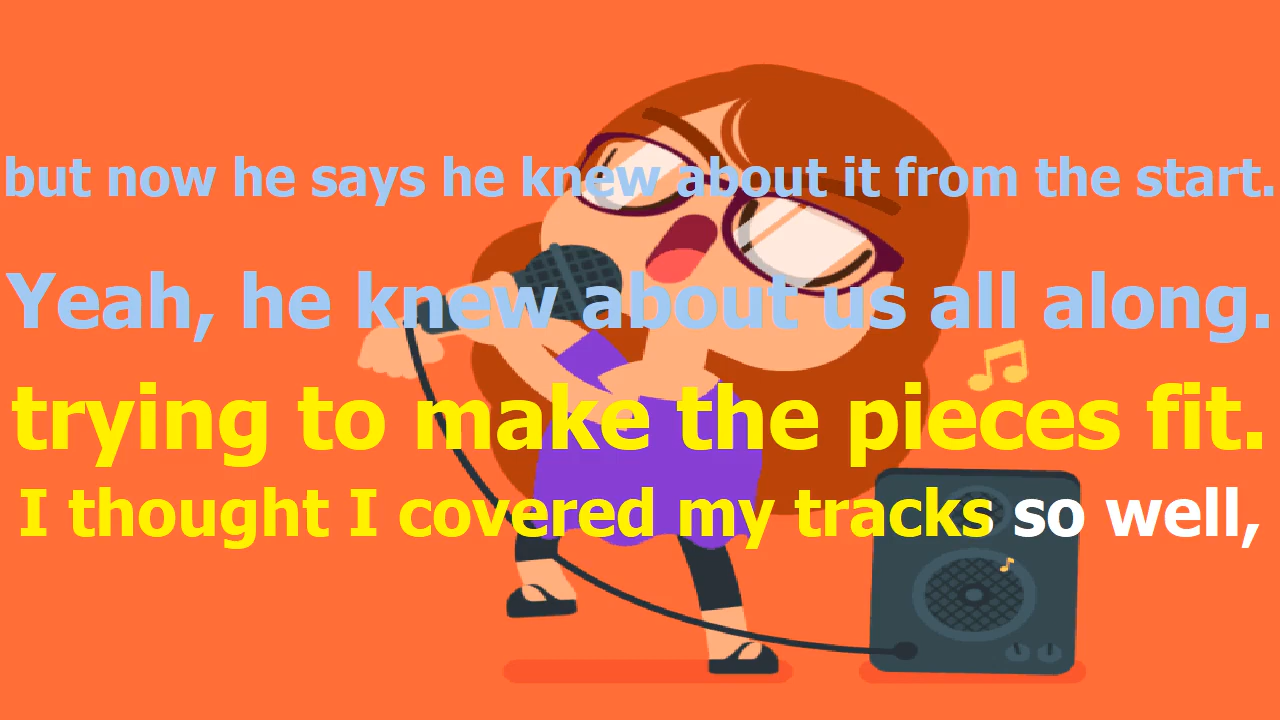 but now he says he knew about it from the start.
Yeah, he knew about us all along.
trying to make the pieces fit.
I thought I covered my tracks so well,